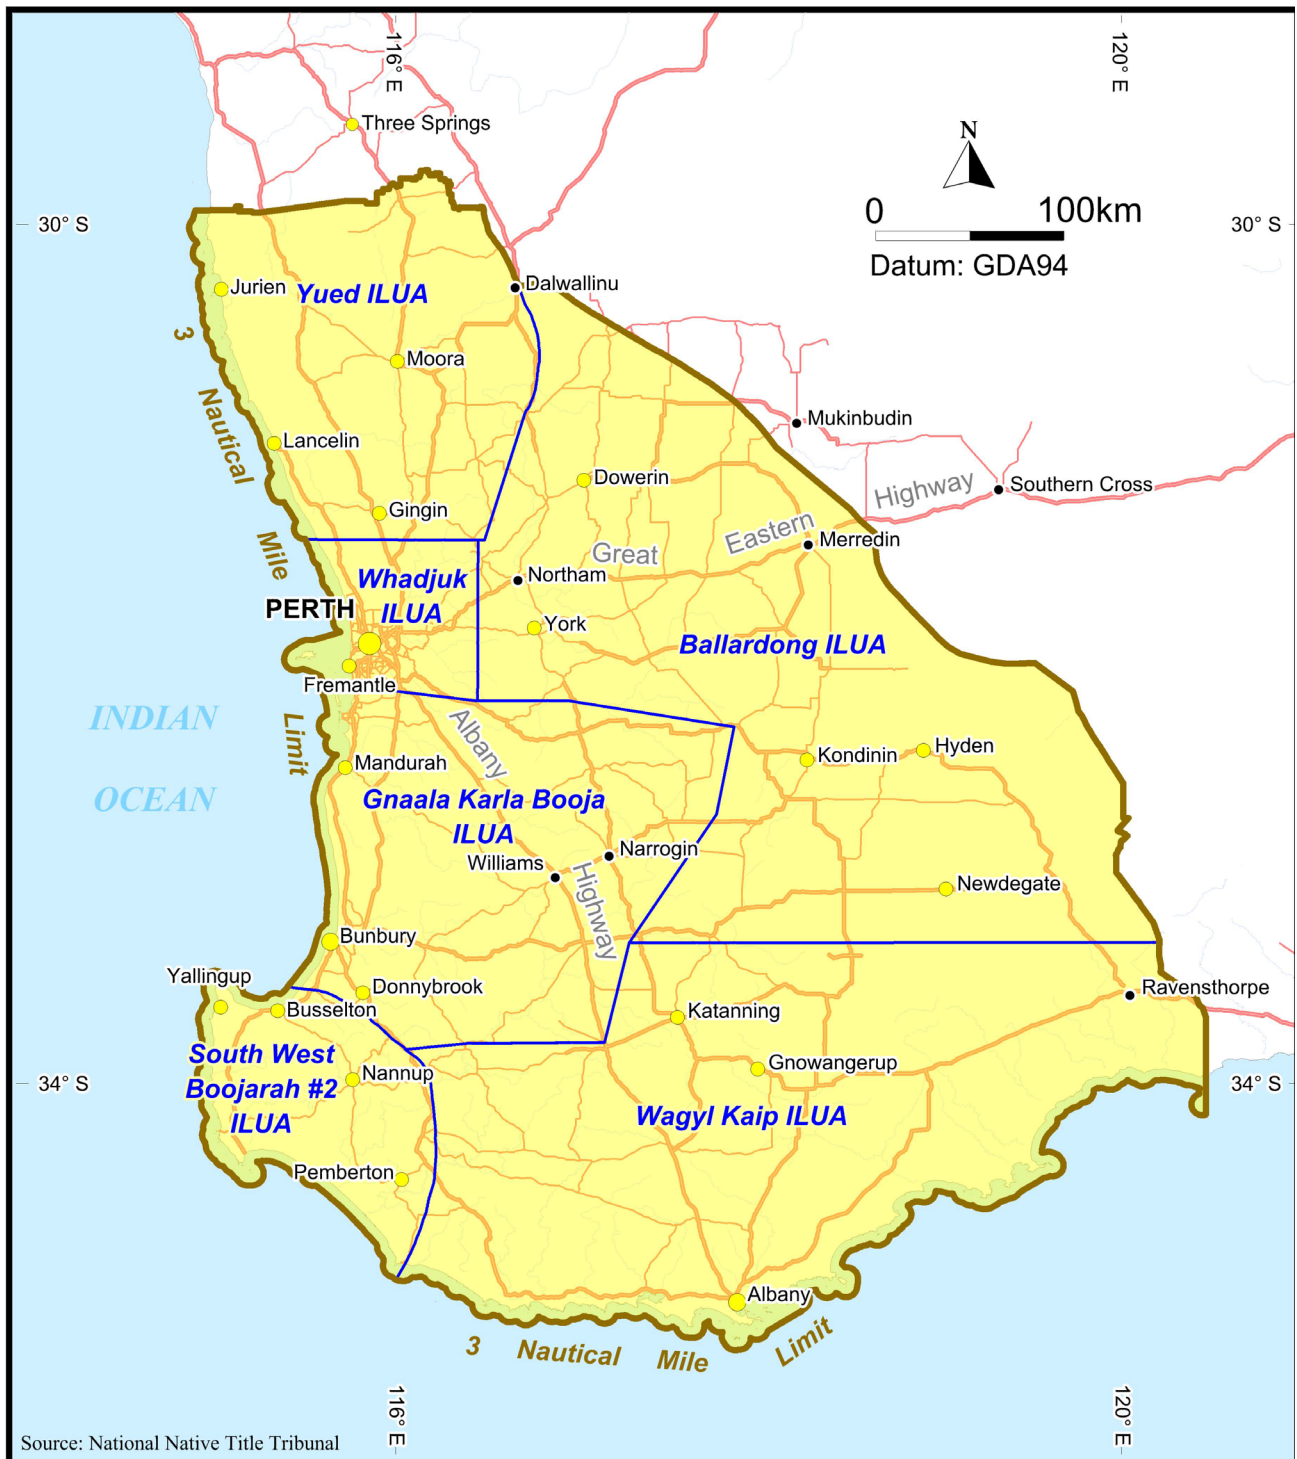 116° E
120° E
Three Springs
N
0
100km
30° S
30° S
Datum: GDA94
Jurien
Yued ILUA
Dalwallinu
3
Nautical
Mile
Limit
Moora
Mukinbudin
Lancelin
Dowerin
Highway
Southern Cross
Gingin
Great
Eastern
Merredin
Whadjuk
ILUA
Northam
PERTH
York
Ballardong ILUA
Fremantle
INDIAN
OCEAN
Albany
Highway
Kondinin
Hyden
Mandurah
Gnaala Karla Booja
ILUA
Williams
Narrogin
Newdegate
Bunbury
Yallingup
Donnybrook
Busselton
Katanning
Ravensthorpe
South West
Boojarah #2
ILUA
Nannup
Gnowangerup
34° S
34° S
Wagyl Kaip ILUA
Pemberton
Albany
3 Nautical Mile Limit
116° E
120° E
Source: National Native Title Tribunal